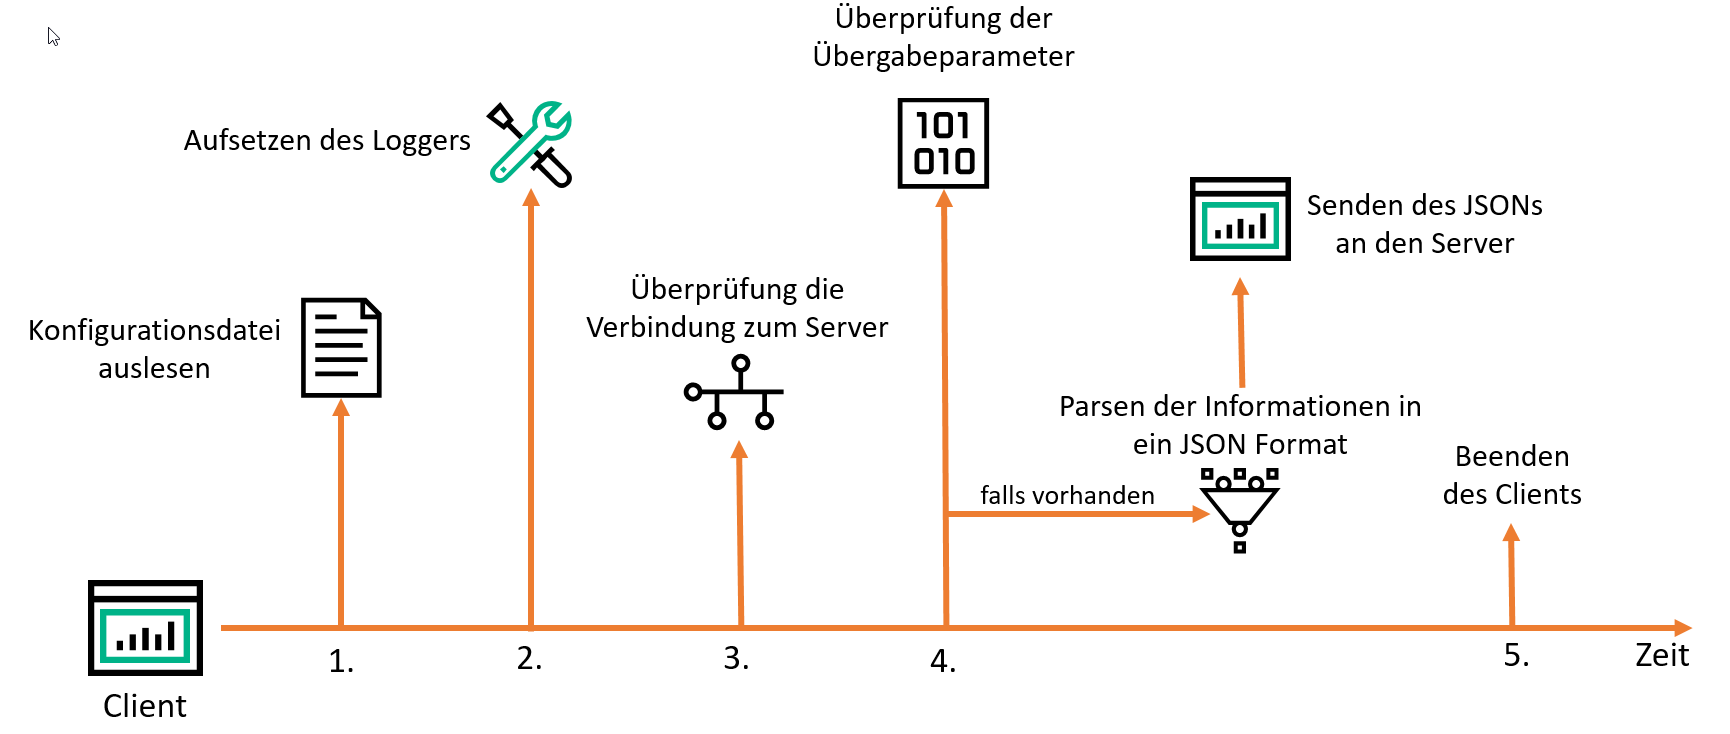 Überprüfung der
Übergabeparameter
101
010
Aufsetzen des Loggers
Senden des JSONs
an den Server
Überprüfung die
Verbindung zum Server
Konfigurationsdatei
auslesen
Parsen der Informationen in
ein JSON Format
falls vorhanden
Beenden
des Clients
Client
1.
2.
3.
4.
5.
Zeit